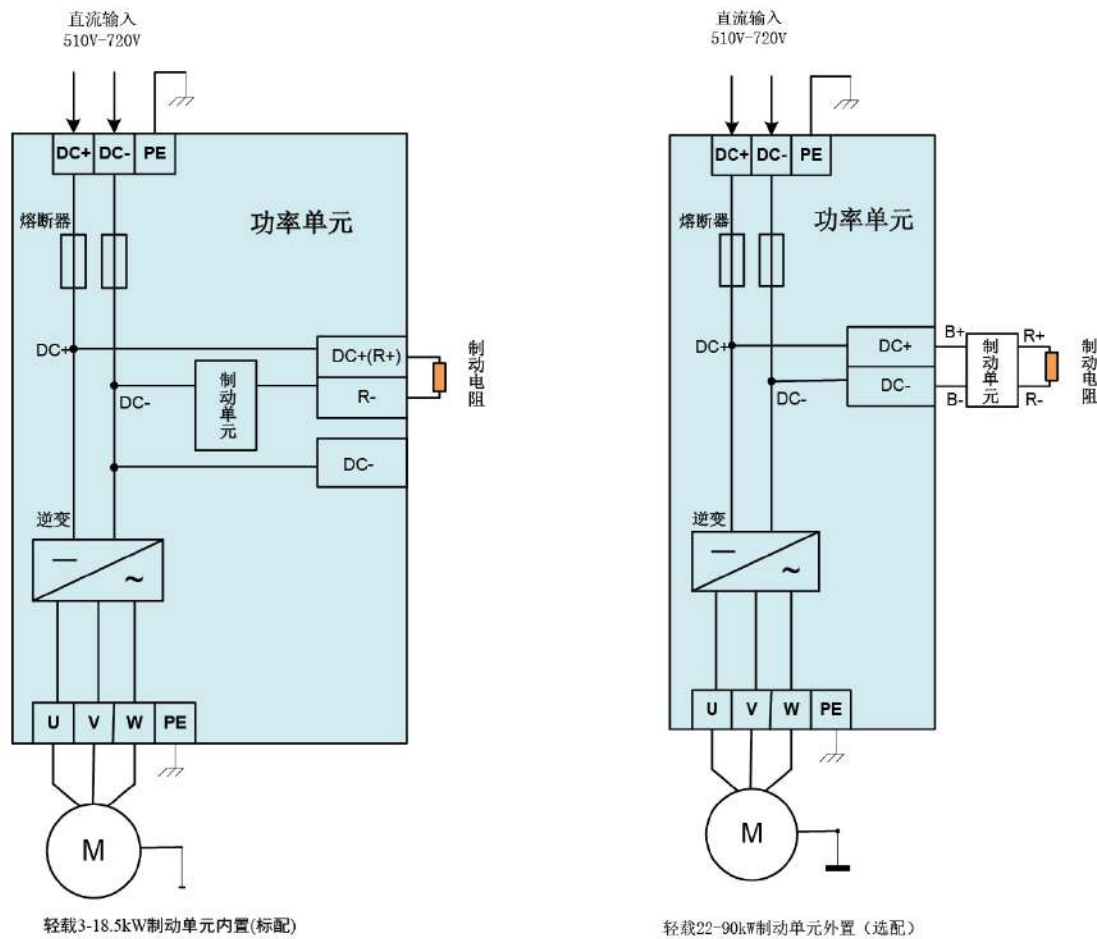 直流输入
510V-720V
DC+ DC- PE
熔断器
功率单元
DC+
DC+(R+)
制动电阻
制动单元
R-
DC-
DC-
逆变
— ~
U V W PE
M
轻载3-18.5kW制动单元内置(标配)
直流输入
510V-720V
DC+ DC- PE
熔断器
功率单元
DC+
DC+
B+
制动单元
R+
制动电阻
DC-
DC-
B-
R-
逆变
— ~
U V W PE
M
轻载22-90kW制动单元外置（选配）